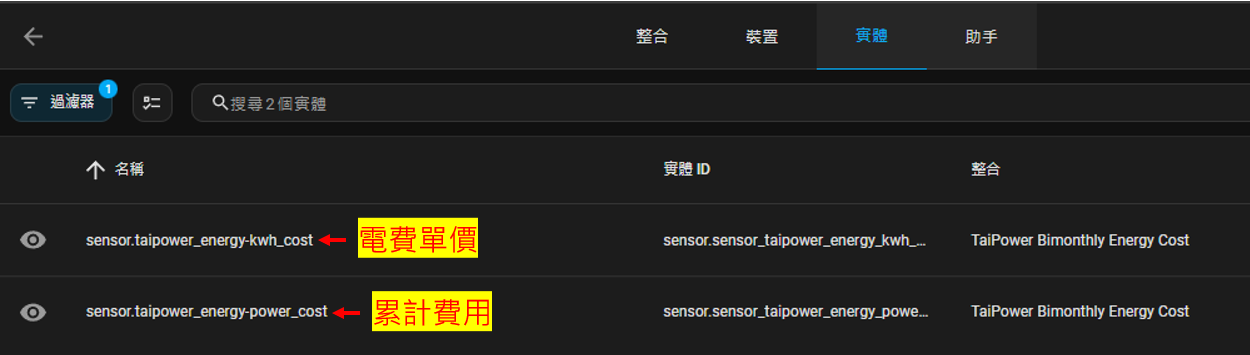 整合 裝置 實體 助手
過濾器 1 搜尋 2 個實體
名稱 實體 ID 整合
sensor.taipower_energy-kwh_cost 電費單價 sensor.sensor_taipower_energy_kwh_… TaiPower Bimonthly Energy Cost
sensor.taipower_energy-power_cost 累計費用 sensor.sensor_taipower_energy_powe… TaiPower Bimonthly Energy Cost